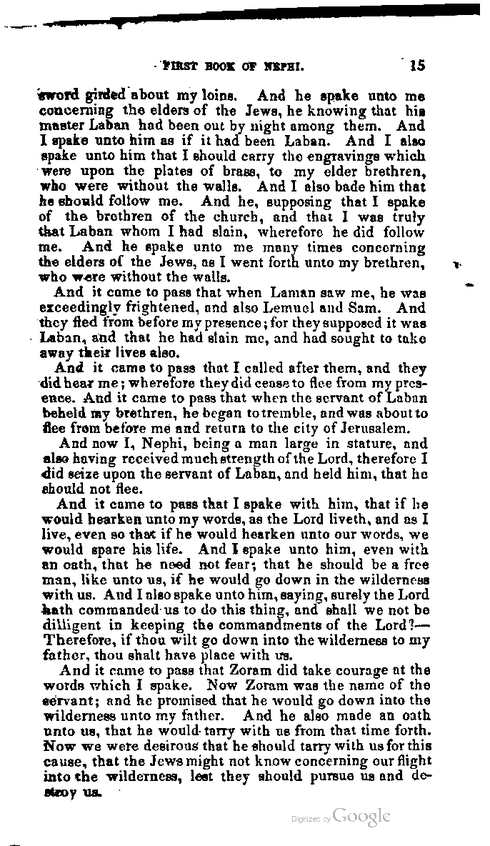 FIRST BOOK OF NEPHI. 15
sword girded about my loins. And he spake unto me
concerning the elders of the Jews, he knowing that his
master Laban had been out by night among them. And
I spake unto him as if it had been Laban. And I also
spake unto him that I should carry the engravings which
were upon the plates of brass, to my elder brethren,
who were without the walls. And I also bade him that
he should follow me. And he, supposing that I spake
of the brethren of the church, and that I was truly
that Laban whom I had slain, wherefore he did follow
me. And he spake unto me many times concerning
the elders of the Jews, as I went forth unto my brethren,
who were without the walls.
And it came to pass that when Laman saw me, he was
exceedingly frightened, and also Lemuel and Sam. And
they fled from before my presence; for they supposed it was
Laban, and that he had slain me, and had sought to take
away their lives also.
And it came to pass that I called after them, and they
did hear me; wherefore they did cease to flee from my pres-
ence. And it came to pass that when the servant of Laban
beheld my brethren, he began to tremble, and was about to
flee from before me and return to the city of Jerusalem.
And now I, Nephi, being a man large in stature, and
also having received much strength of the Lord, therefore I
did seize upon the servant of Laban, and held him, that he
should not flee.
And it came to pass that I spake with him, that if he
would hearken unto my words, as the Lord liveth, and as I
live, even so that if he would hearken unto our words, we
would spare his life. And I spake unto him, even with
an oath, that he need not fear; that he should be a free
man, like unto us, if he would go down in the wilderness
with us. And I also spake unto him, saying, surely the Lord
hath commanded us to do this thing, and shall we not be
dilligent in keeping the commandments of the Lord?—
Therefore, if thou wilt go down into the wilderness to my
father, thou shalt have place with us.
And it came to pass that Zoram did take courage at the
words which I spake. Now Zoram was the name of the
servant; and he promised that he would go down into the
wilderness unto my father. And he also made an oath
unto us, that he would tarry with us from that time forth.
Now we were desirous that he should tarry with us for this
cause, that the Jews might not know concerning our flight
into the wilderness, lest they should pursue us and de-
stroy us.
Digitized by Google